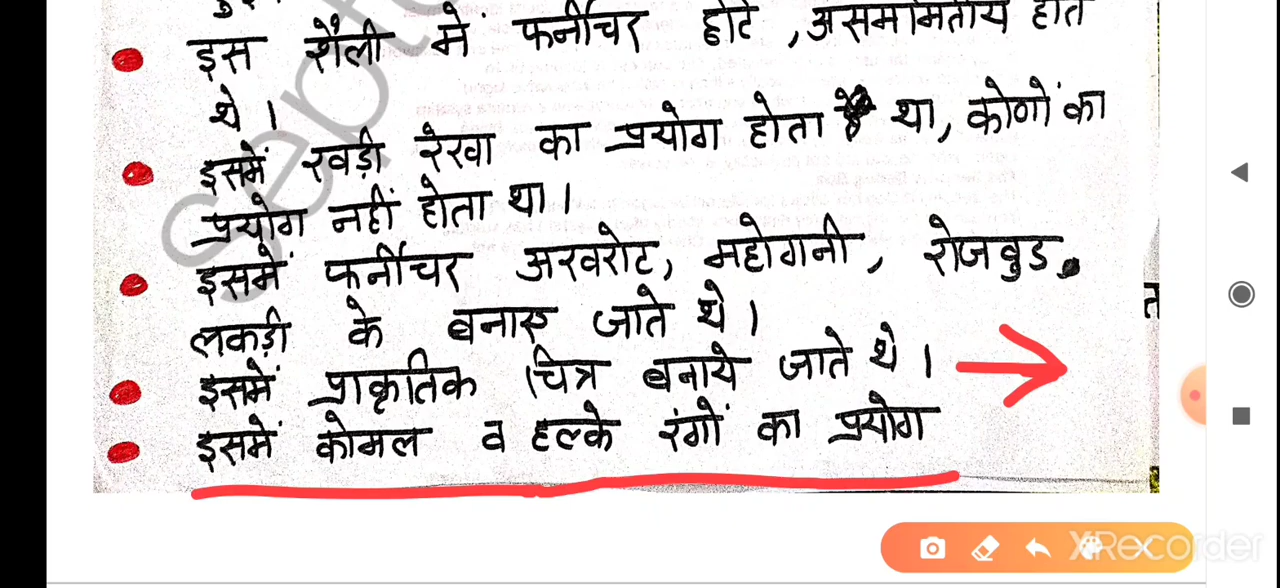 इस शैली में फर्नीचर होटे ,असममितीय होते
थे ।
इसमें खड़ी रेखा का प्रयोग होता था, कोणों का
प्रयोग नहीं होता था ।
इसमें फर्नीचर अखरोट, महोगनी, रोजवुड
लकड़ी के बनाए जाते थे ।
इसमें प्राकृतिक चित्र बनाये जाते थे ।
इसमें कोमल व हल्के रंगों का प्रयोग
XRecorder